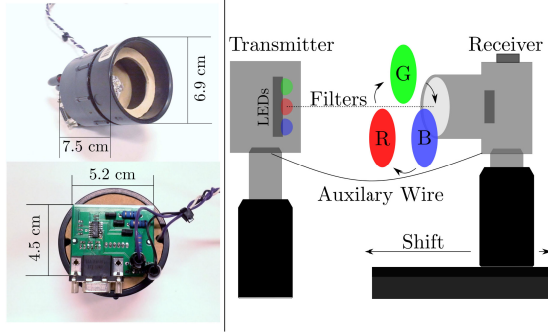 6.9 cm
7.5 cm
5.2 cm
4.5 cm
Transmitter
Receiver
LEDs
Filters
G
R
B
Auxilary Wire
Shift